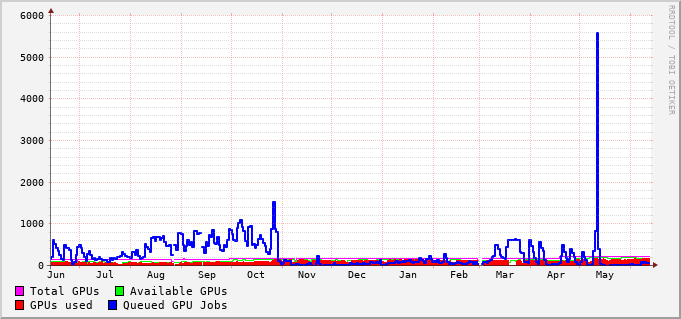 6000
5000
4000
3000
2000
1000
0
Jun Jul Aug Sep Oct Nov Dec Jan Feb Mar Apr May
Total GPUs Available GPUs
GPUs used Queued GPU Jobs
RRDTOOL / TOBI OETIKER